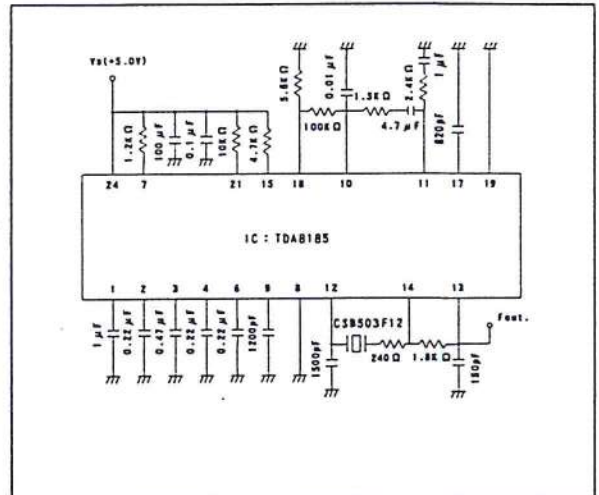 Vs(+5.0V)
1.2KΩ
100 μF
0.1 μF
10KΩ
4.7KΩ
5.6KΩ
100KΩ
0.01 μF
1.5KΩ
4.7 μF
2.4KΩ
1 μF
820pF
24 7 21 15 18 10 11 17 19
IC : TDA8185
1 2 3 4 6 9 8 12 14 13
1 μF
0.22 μF
0.47 μF
0.22 μF
0.22 μF
1200pF
1500pF
CSB503F12
240 Ω
1.8KΩ
150pF
Fout.